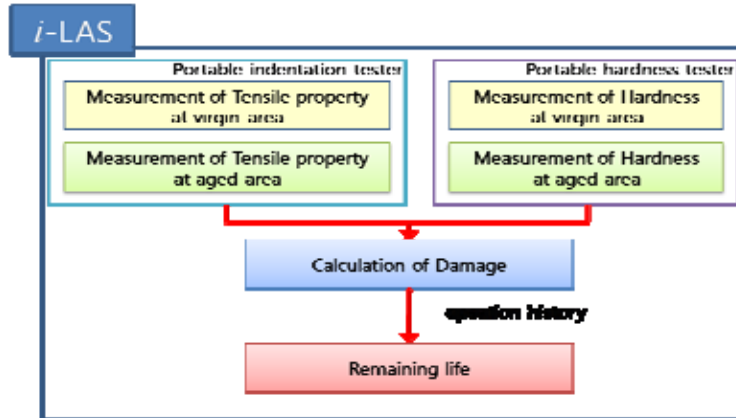 i-LAS
Portable indentation tester
Measurement of Tensile property
at virgin area
Measurement of Tensile property
at aged area
Portable hardness tester
Measurement of Hardness
at virgin area
Measurement of Hardness
at aged area
Calculation of Damage
history
Remaining life